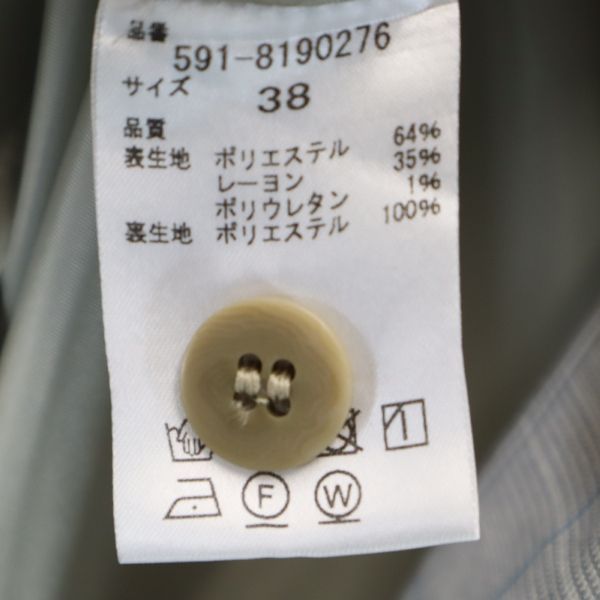 品番
591-8190276
サイズ
38
品質
表生地 ポリエステル 64%
レーヨン 35%
ポリウレタン 1%
裏生地 ポリエステル 100%
F W